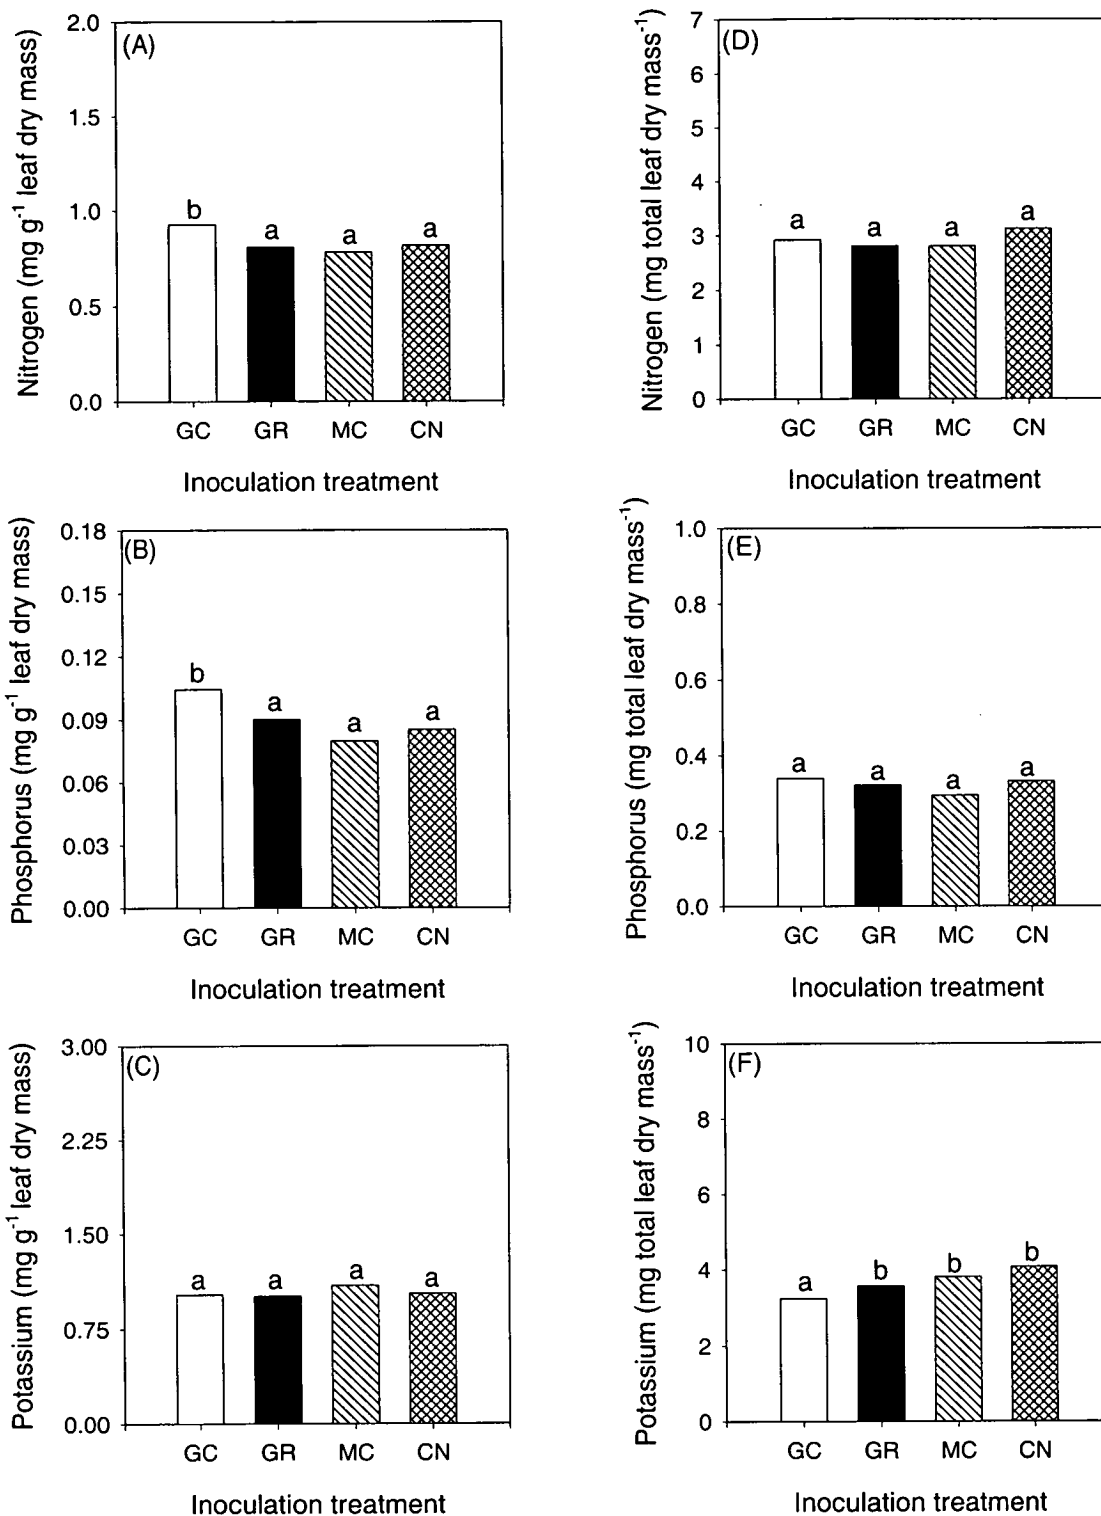 (A)
Nitrogen (mg g⁻¹ leaf dry mass)
2.0
1.5
1.0
0.5
0.0
b a a a
GC GR MC CN
Inoculation treatment
(D)
Nitrogen (mg total leaf dry mass⁻¹)
7
6
5
4
3
2
1
0
a a a a
GC GR MC CN
Inoculation treatment
(B)
Phosphorus (mg g⁻¹ leaf dry mass)
0.18
0.15
0.12
0.09
0.06
0.03
0.00
b a a a
GC GR MC CN
Inoculation treatment
(E)
Phosphorus (mg total leaf dry mass⁻¹)
1.0
0.8
0.6
0.4
0.2
0.0
a a a a
GC GR MC CN
Inoculation treatment
(C)
Potassium (mg g⁻¹ leaf dry mass)
3.00
2.25
1.50
0.75
0.00
a a a a
GC GR MC CN
Inoculation treatment
(F)
Potassium (mg total leaf dry mass⁻¹)
10
8
6
4
2
0
a b b b
GC GR MC CN
Inoculation treatment